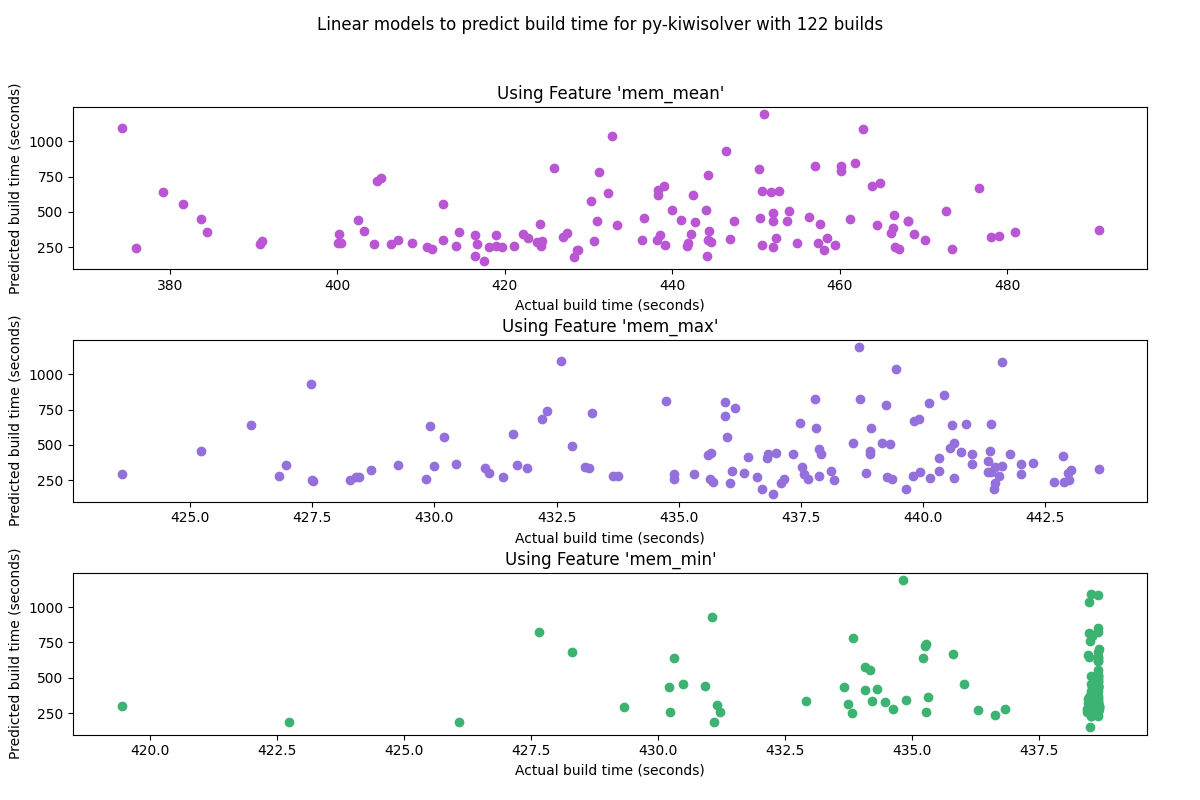 Linear models to predict build time for py-kiwisolver with 122 builds
Using Feature 'mem_mean'
Predicted build time (seconds)
1000
750
500
250
380 400 420 440 460 480
Actual build time (seconds)
Using Feature 'mem_max'
Predicted build time (seconds)
1000
750
500
250
425.0 427.5 430.0 432.5 435.0 437.5 440.0 442.5
Actual build time (seconds)
Using Feature 'mem_min'
Predicted build time (seconds)
1000
750
500
250
420.0 422.5 425.0 427.5 430.0 432.5 435.0 437.5
Actual build time (seconds)